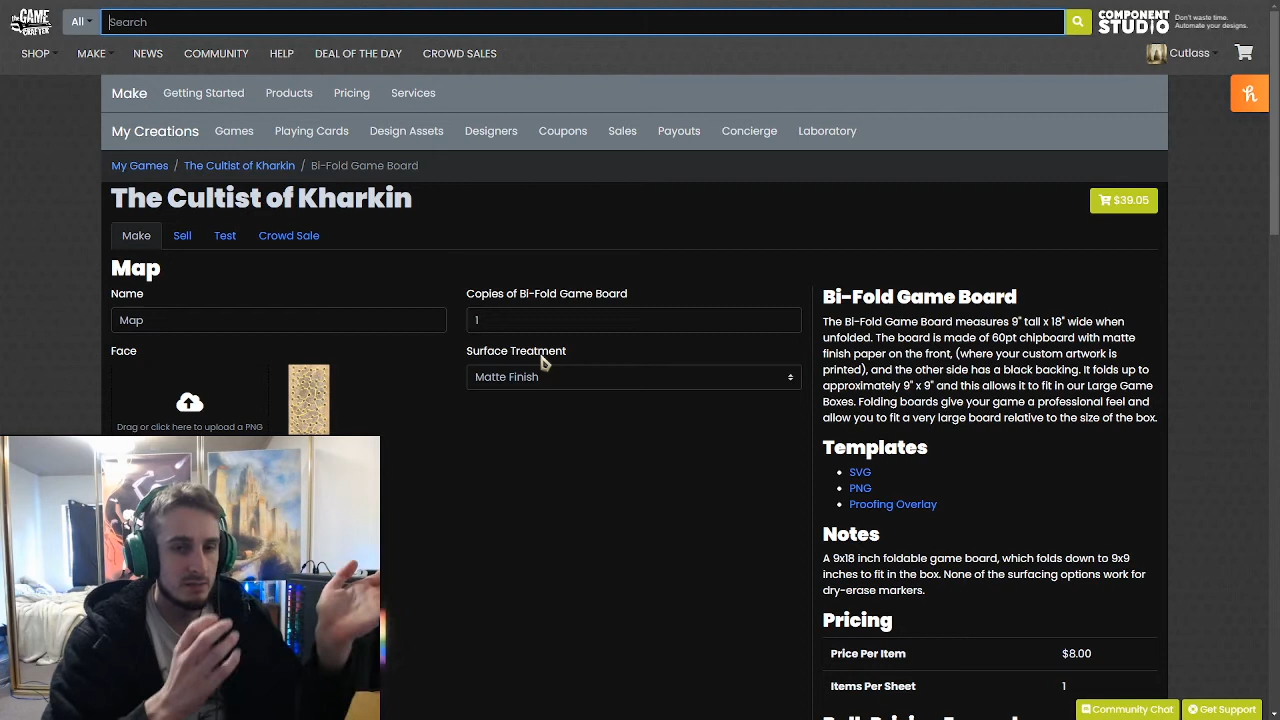 THE GAME CRAFTER
All
Search
COMPONENT STUDIO
Don't waste time. Automate your designs.
SHOP
MAKE
NEWS
COMMUNITY
HELP
DEAL OF THE DAY
CROWD SALES
Cutlass
Make
Getting Started
Products
Pricing
Services
My Creations
Games
Playing Cards
Design Assets
Designers
Coupons
Sales
Payouts
Concierge
Laboratory
My Games / The Cultist of Kharkin / Bi-Fold Game Board
The Cultist of Kharkin
$39.05
Make
Sell
Test
Crowd Sale
Map
Name
Map
Copies of Bi-Fold Game Board
1
Face
Drag or click here to upload a PNG
Surface Treatment
Matte Finish
Bi-Fold Game Board
The Bi-Fold Game Board measures 9" tall x 18" wide when
unfolded. The board is made of 60pt chipboard with matte
finish paper on the front, (where your custom artwork is
printed), and the other side has a black backing. It folds up to
approximately 9" x 9" and this allows it to fit in our Large Game
Boxes. Folding boards give your game a professional feel and
allow you to fit a very large board relative to the size of the box.
Templates
SVG
PNG
Proofing Overlay
Notes
A 9x18 inch foldable game board, which folds down to 9x9
inches to fit in the box. None of the surfacing options work for
dry-erase markers.
Pricing
Price Per Item $8.00
Items Per Sheet 1
Community Chat
Get Support